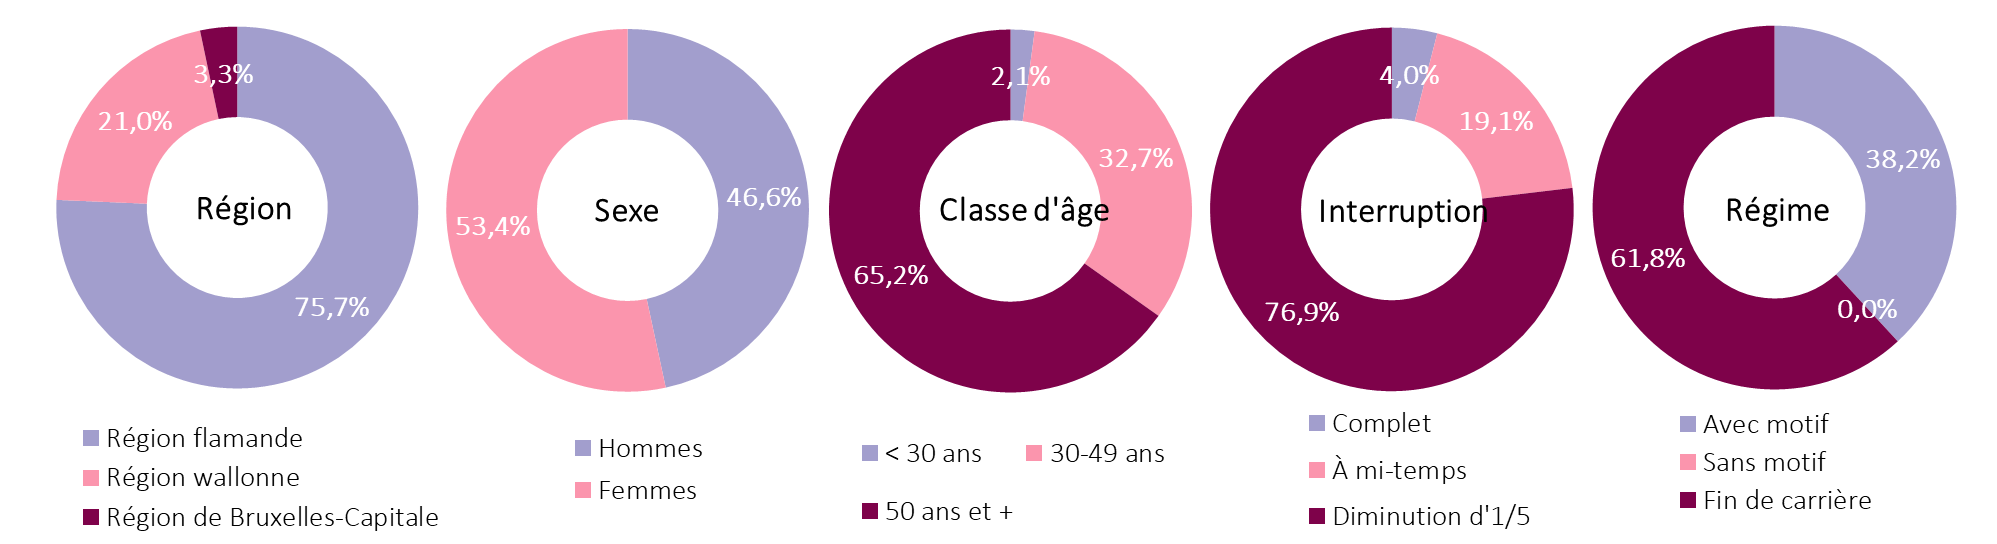 3,3%
21,0%
Région
75,7%
Région flamande
Région wallonne
Région de Bruxelles-Capitale
46,6%
Sexe
53,4%
Hommes
Femmes
2,1%
32,7%
Classe d'âge
65,2%
< 30 ans
30-49 ans
50 ans et +
4,0%
19,1%
Interruption
76,9%
Complet
À mi-temps
Diminution d'1/5
38,2%
Régime
61,8%
0,0%
Avec motif
Sans motif
Fin de carrière